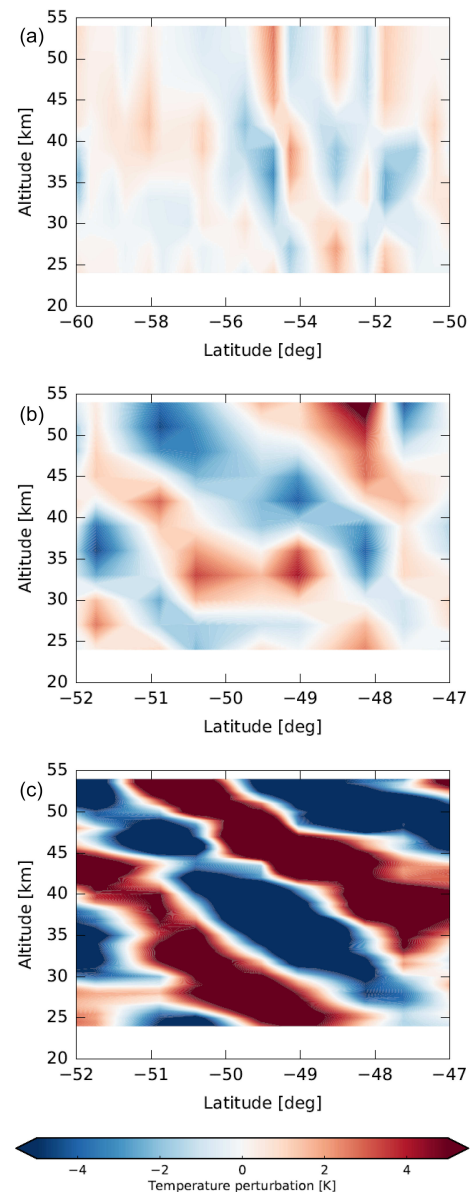 (a)
55
50
45
40
35
30
25
20
Altitude [km]
−60 −58 −56 −54 −52 −50
Latitude [deg]
(b)
55
50
45
40
35
30
25
20
Altitude [km]
−52 −51 −50 −49 −48 −47
Latitude [deg]
(c)
55
50
45
40
35
30
25
20
Altitude [km]
−52 −51 −50 −49 −48 −47
Latitude [deg]
−4 −2 0 2 4
Temperature perturbation [K]